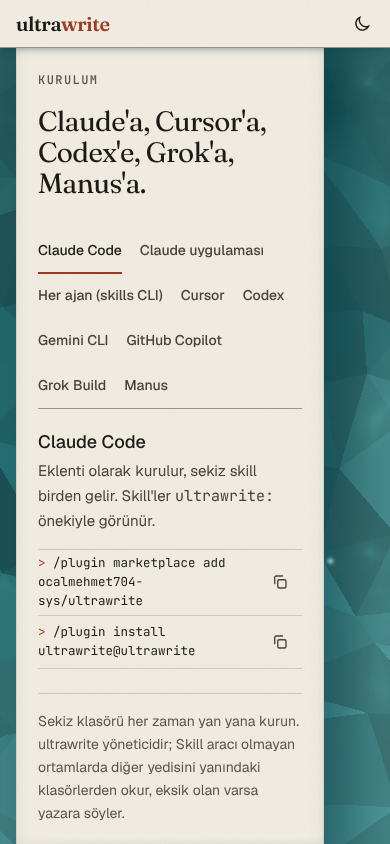 ultrawrite
KURULUM
Claude'a, Cursor'a,
Codex'e, Grok'a,
Manus'a.
Claude Code Claude uygulaması
Her ajan (skills CLI) Cursor Codex
Gemini CLI GitHub Copilot
Grok Build Manus
Claude Code
Eklenti olarak kurulur, sekiz skill
birden gelir. Skill'ler ultrawrite:
önekiyle görünür.
> /plugin marketplace add
ocalmehmet704-
sys/ultrawrite
> /plugin install
ultrawrite@ultrawrite
Sekiz klasörü her zaman yan yana kurun.
ultrawrite yöneticidir; Skill aracı olmayan
ortamlarda diğer yedisini yanındaki
klasörlerden okur, eksik olan varsa
yazara söyler.